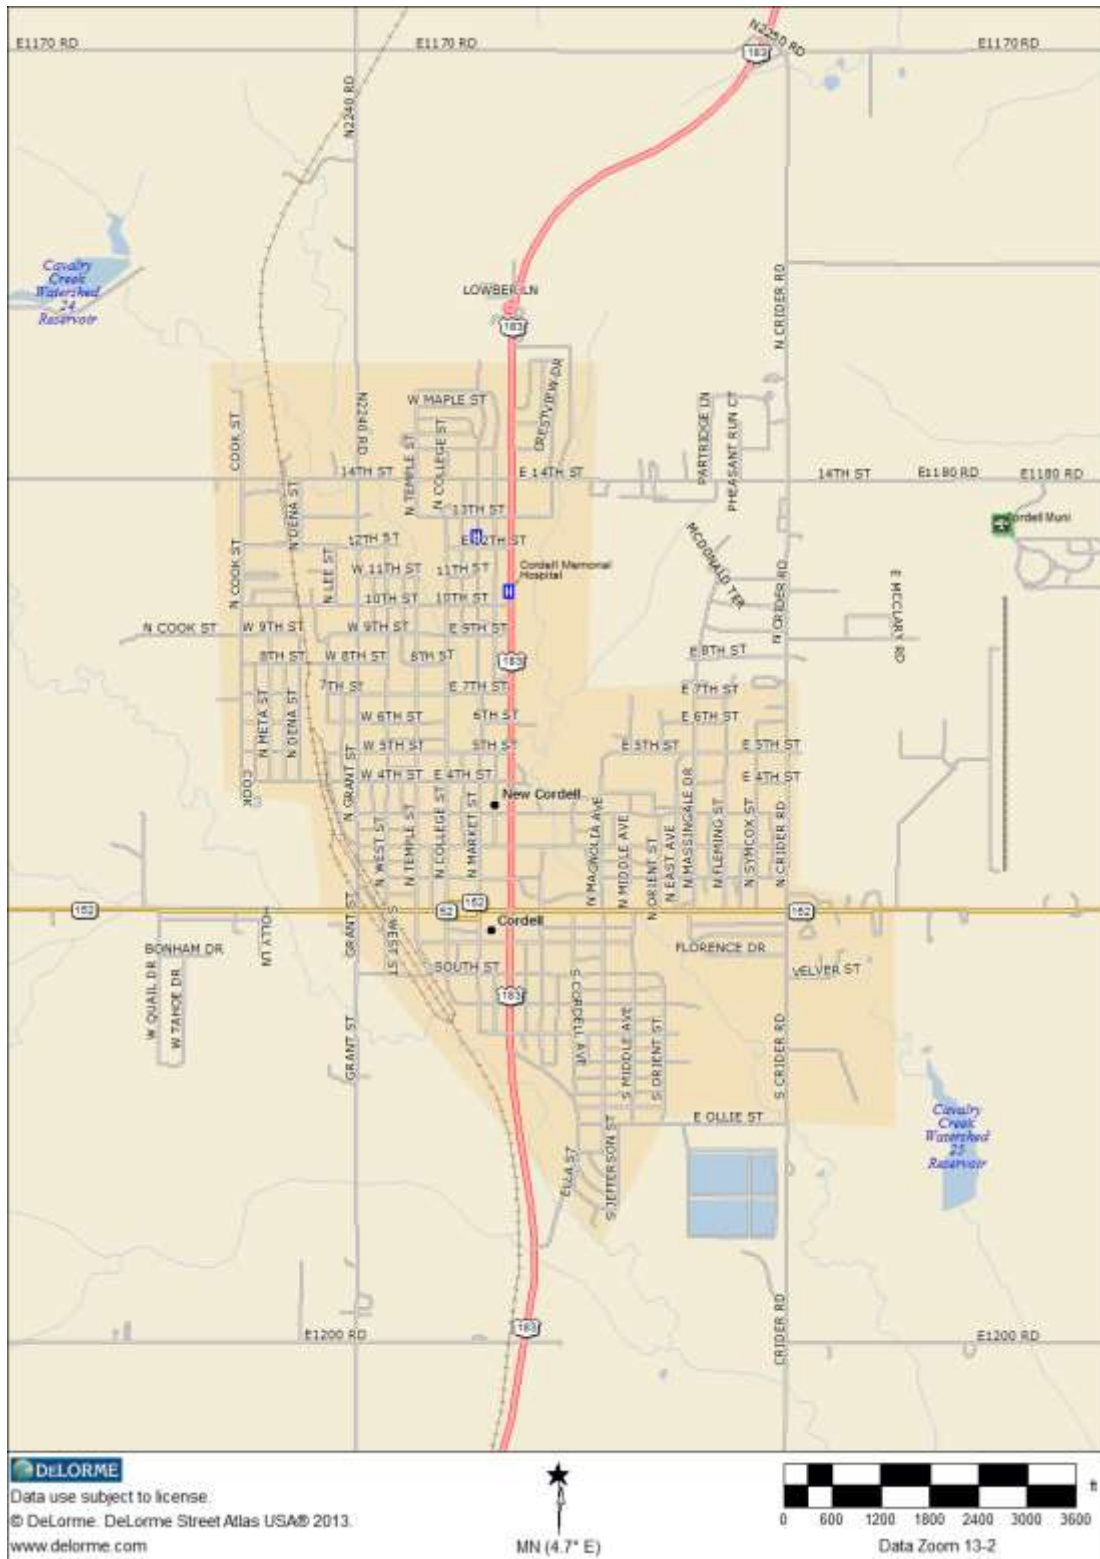 N2250 RD
E1170 RD
E1170 RD
E1170 RD
183
N2240 RD
Cavalry
Creek
Watershed
24
Reservoir
LOWBER LN
183
N CRIDER RD
CRESTVIEW DR
W MAPLE ST
COOK ST
N2240 RD
N TEMPLE ST
N COLLEGE ST
PARTRIDGE LN
PHEASANT RUN CT
14TH ST
E 14TH ST
14TH ST
E1180 RD
E1180 RD
N DENA ST
13TH ST
Cordell Muni
12TH ST
H
E 12TH ST
MCDONALD TER
N COOK ST
N LEE ST
W 11TH ST
11TH ST
Cordell Memorial
Hospital
H
10TH ST
10TH ST
N CRIDER RD
E MCCLARY RD
N COOK ST
W 9TH ST
W 9TH ST
E 9TH ST
8TH ST
W 8TH ST
8TH ST
183
E 8TH ST
7TH ST
E 7TH ST
E 7TH ST
N META ST
N DENA ST
W 6TH ST
6TH ST
E 6TH ST
W 5TH ST
5TH ST
E 5TH ST
E 5TH ST
COOK
N GRANT ST
W 4TH ST
E 4TH ST
E 4TH ST
New Cordell
N WEST ST
N TEMPLE ST
N COLLEGE ST
N MARKET ST
N MAGNOLIA AVE
N MIDDLE AVE
N ORIENT ST
N EAST AVE
N MASSINGALE DR
N FLEMING ST
N SYMCOX ST
N CRIDER RD
152
52
152
152
Cordell
HOLLY LN
GRANT ST
S WEST ST
BONHAM DR
FLORENCE DR
SOUTH ST
VELVER ST
W QUAIL DR
W TAHOE DR
183
S CORDELL AVE
GRANT ST
S MIDDLE AVE
S ORIENT ST
S CRIDER RD
E OLLIE ST
Cavalry
Creek
Watershed
25
Reservoir
ELLA ST
S JEFFERSON ST
CRIDER RD
183
E1200 RD
E1200 RD
DELORME
Data use subject to license.
© DeLorme. DeLorme Street Atlas USA® 2013.
www.delorme.com
MN (4.7° E)
ft
0 600 1200 1800 2400 3000 3600
Data Zoom 13-2